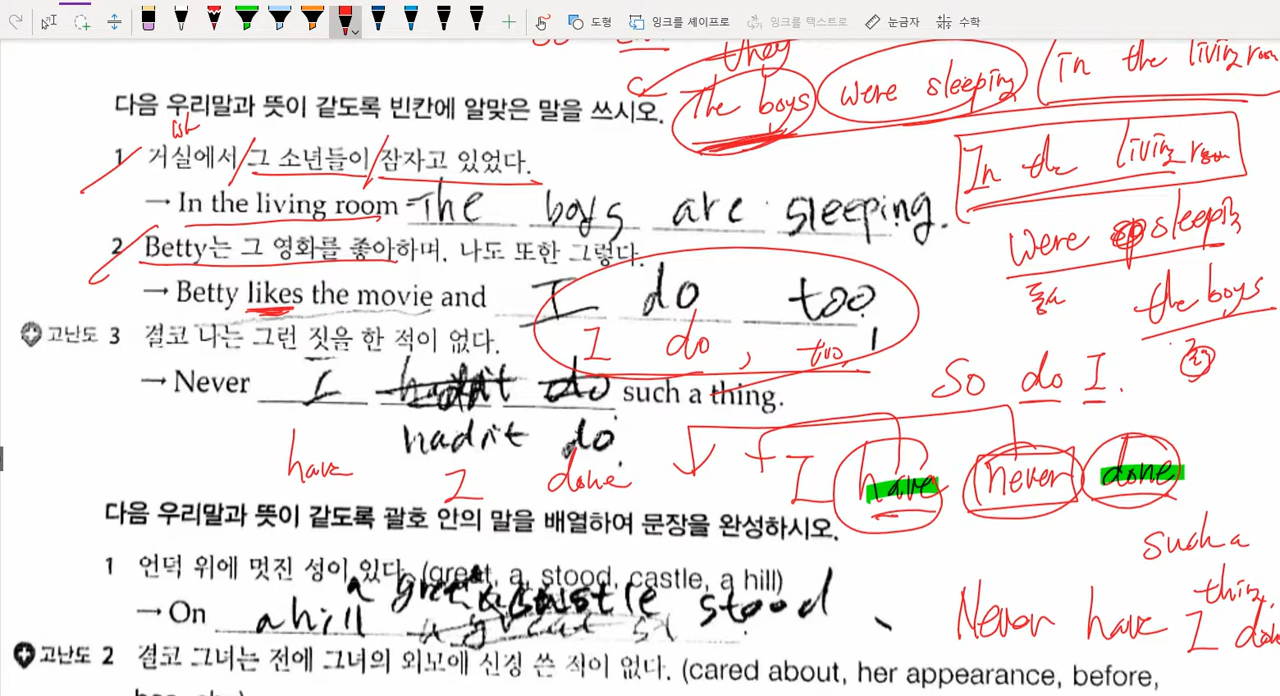 도형 잉크를 셰이프로 잉크를 텍스트로 눈금자 수학
they
The boys were sleeping in the living room
다음 우리말과 뜻이 같도록 빈칸에 알맞은 말을 쓰시오.
1 거실에서 그 소년들이 잠자고 있었다.
→ In the living room The boys are sleeping.
In the living room
were sleeping
동사
the boys
2 Betty는 그 영화를 좋아하며, 나도 또한 그렇다.
→ Betty likes the movie and I do too
I do, too,
So do I.
고난도 3 결코 나는 그런 짓을 한 적이 없다.
→ Never I hadn't do such a thing.
hadn't do.
have I done
I have never done
such a
thing.
Never have I done
다음 우리말과 뜻이 같도록 괄호 안의 말을 배열하여 문장을 완성하시오.
1 언덕 위에 멋진 성이 있다. (great, a, stood, castle, a hill)
→ On a hill a great castle stood
고난도 2 결코 그녀는 전에 그녀의 외모에 신경 쓴 적이 없다. (cared about, her appearance, before,